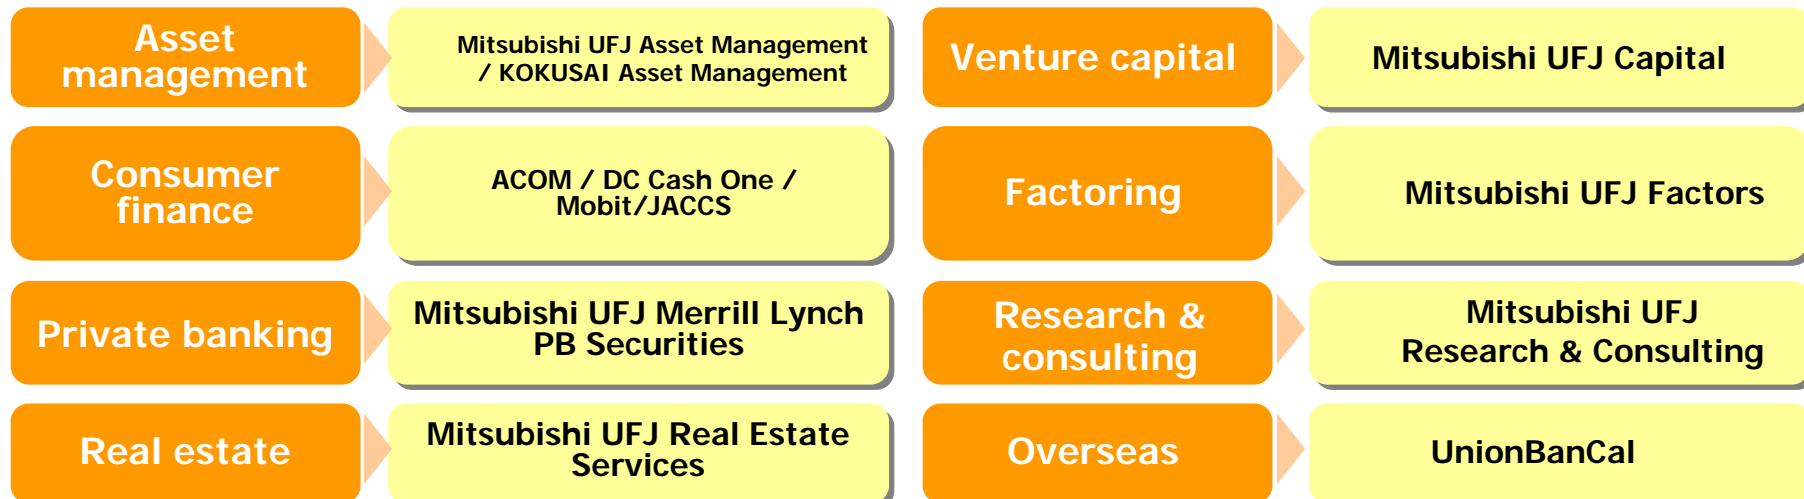 Asset
management
Mitsubishi UFJ Asset Management
/ KOKUSAI Asset Management
Venture capital
Mitsubishi UFJ Capital
Consumer
finance
ACOM / DC Cash One /
Mobit/JACCS
Factoring
Mitsubishi UFJ Factors
Private banking
Mitsubishi UFJ Merrill Lynch
PB Securities
Research &
consulting
Mitsubishi UFJ
Research & Consulting
Real estate
Mitsubishi UFJ Real Estate
Services
Overseas
UnionBanCal